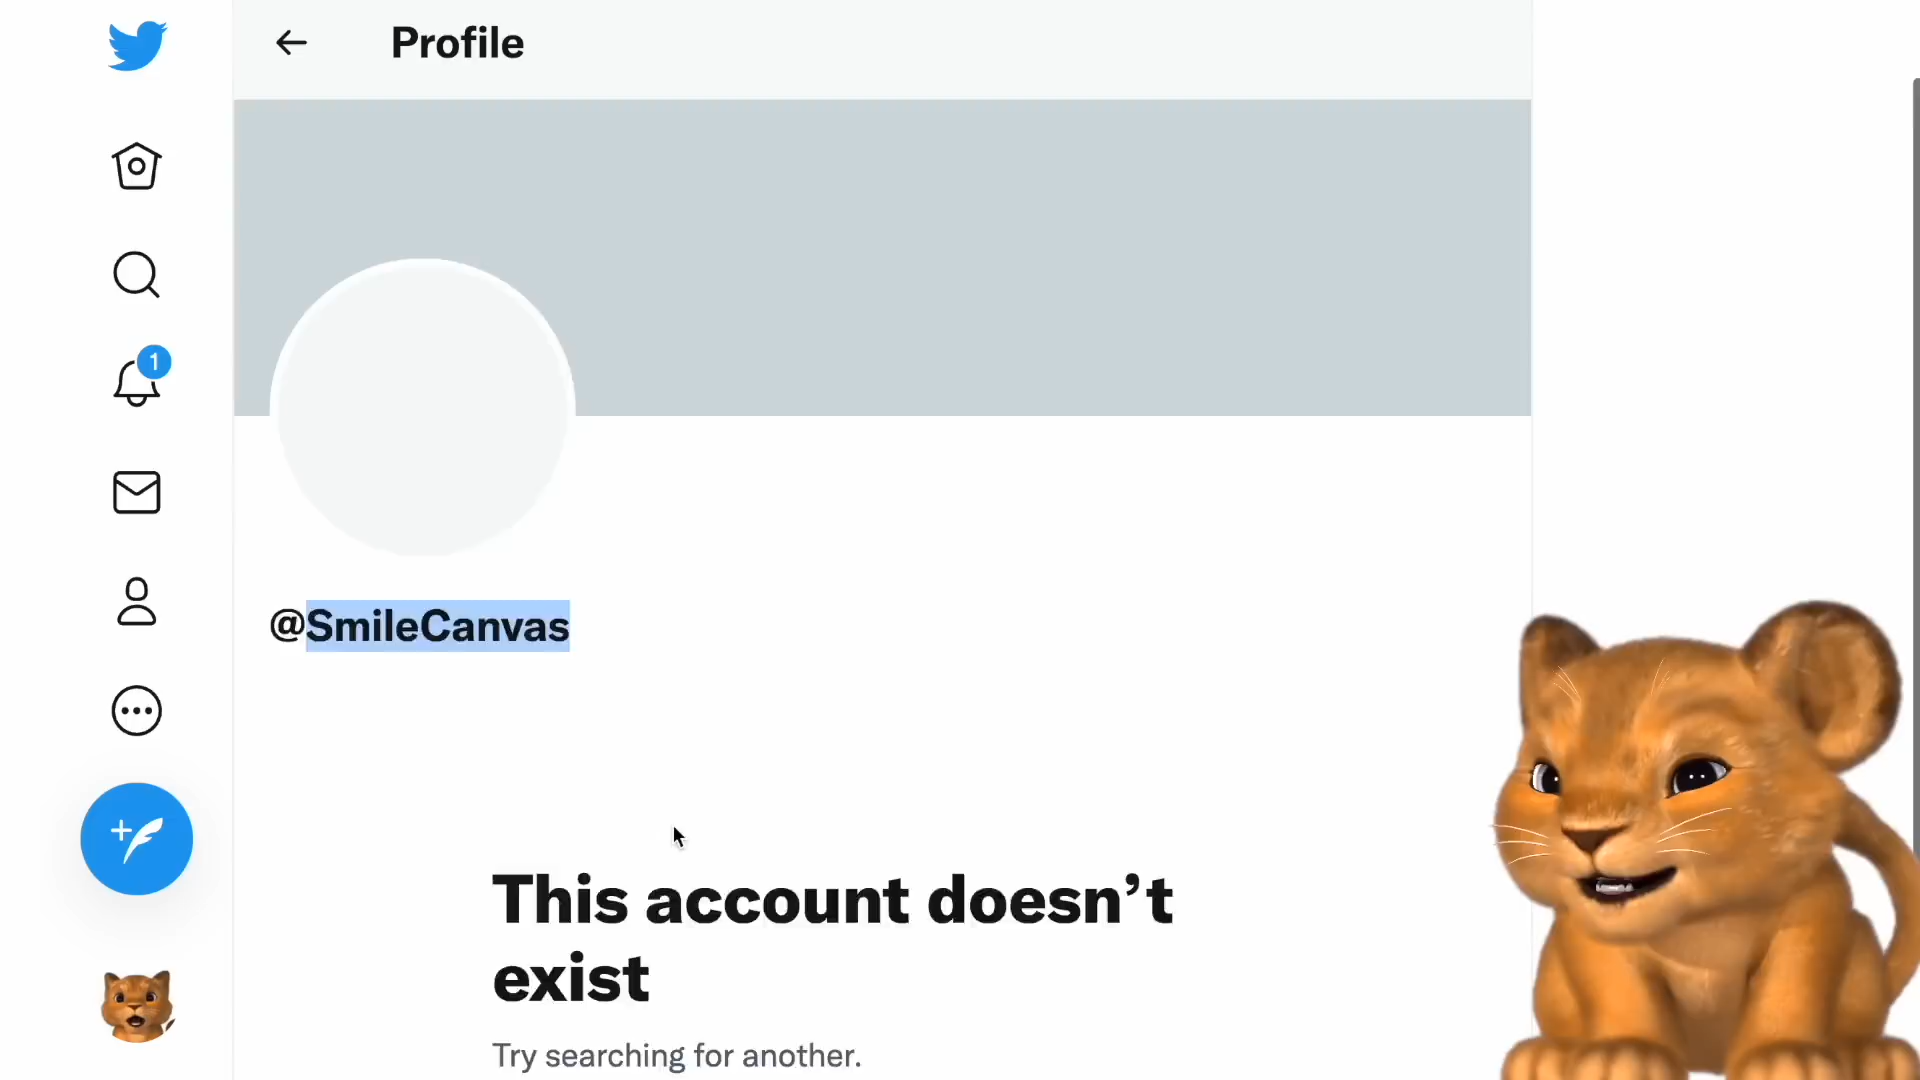 Profile
1
@SmileCanvas
This account doesn’t
exist
Try searching for another.